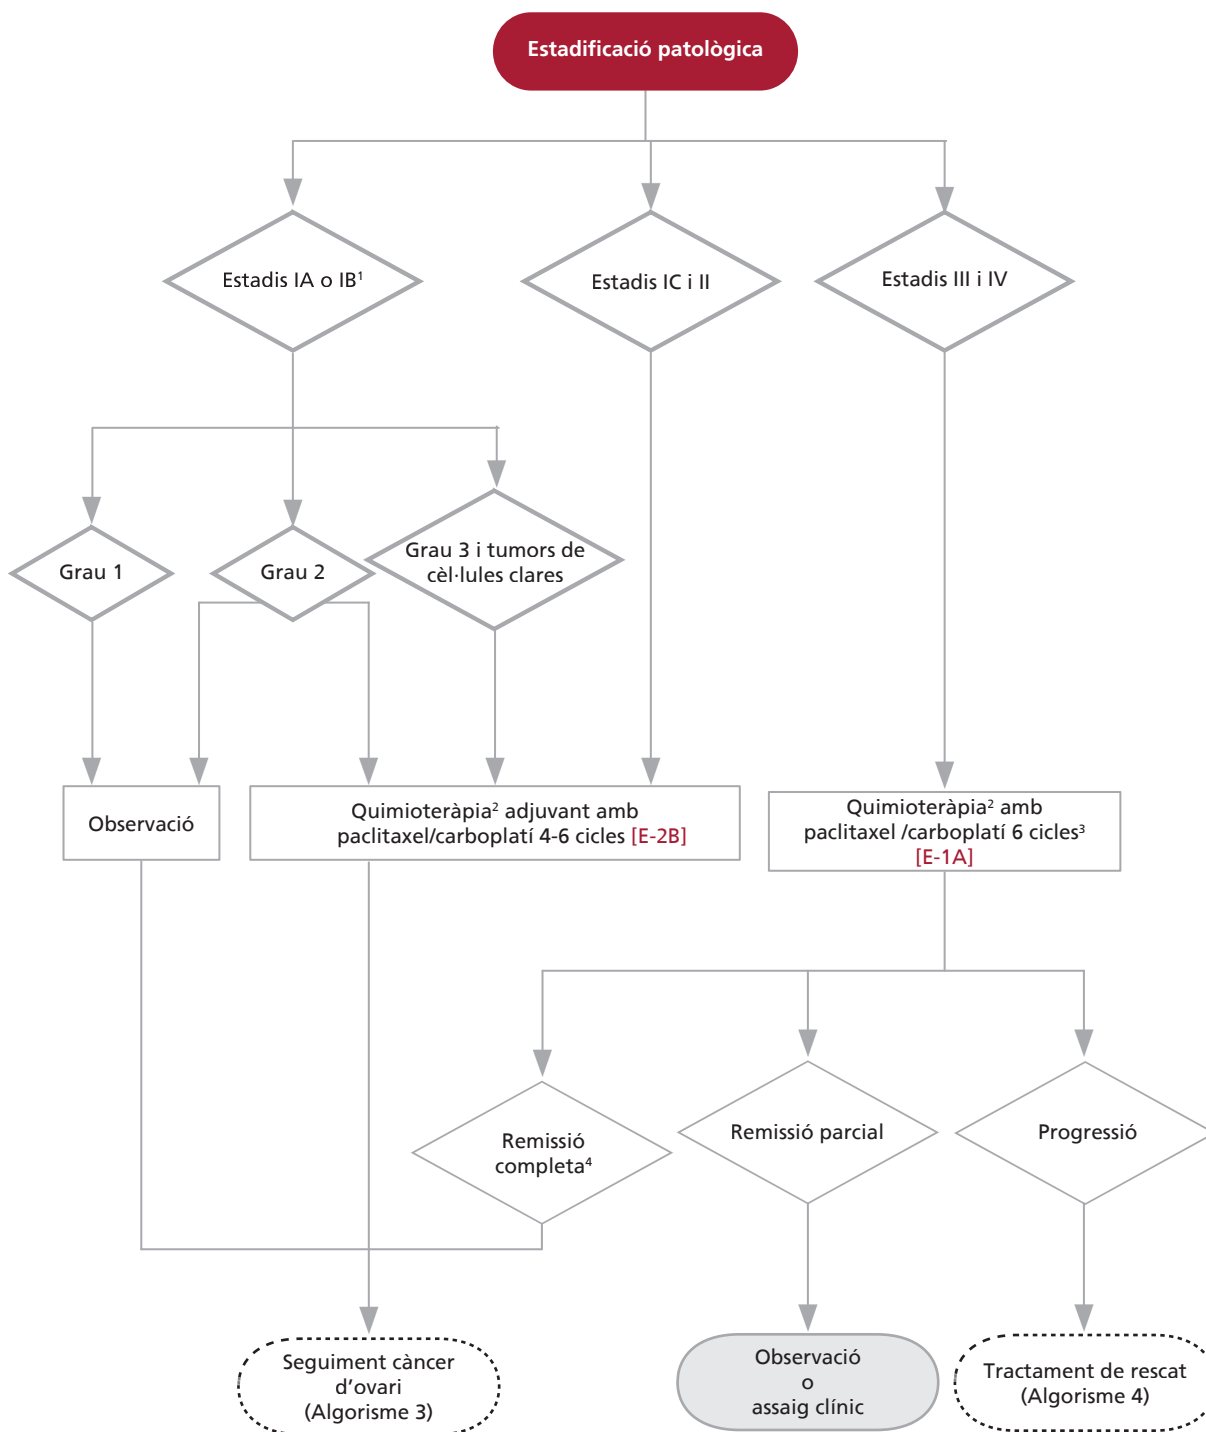 Estadificació patològica
Estadis IA o IB¹
Estadis IC i II
Estadis III i IV
Grau 1
Grau 2
Grau 3 i tumors de
cèl·lules clares
Observació
Quimioteràpia² adjuvant amb
paclitaxel/carboplatí 4-6 cicles [E-2B]
Quimioteràpia² amb
paclitaxel /carboplatí 6 cicles³
[E-1A]
Remissió
completa⁴
Remissió parcial
Progressió
Seguiment càncer
d’ovari
(Algorisme 3)
Observació
o
assaig clínic
Tractament de rescat
(Algorisme 4)